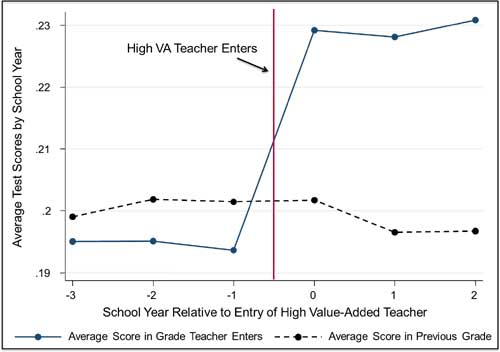 Average Test Scores by School Year
.23
.22
.21
.2
.19
High VA Teacher Enters
-3 -2 -1 0 1 2
School Year Relative to Entry of High Value-Added Teacher
Average Score in Grade Teacher Enters Average Score in Previous Grade